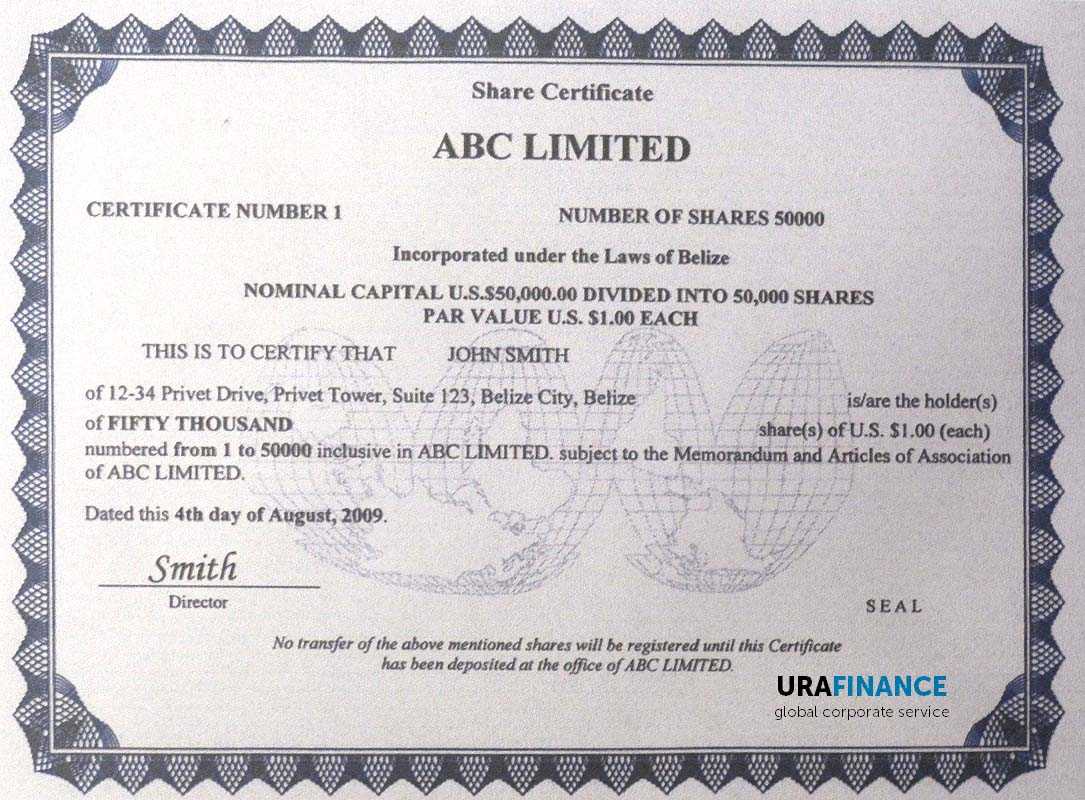 Share Certificate
ABC LIMITED
CERTIFICATE NUMBER 1 NUMBER OF SHARES 50000
Incorporated under the Laws of Belize
NOMINAL CAPITAL U.S.$50,000.00 DIVIDED INTO 50,000 SHARES
PAR VALUE U.S. $1.00 EACH
THIS IS TO CERTIFY THAT JOHN SMITH
of 12-34 Privet Drive, Privet Tower, Suite 123, Belize City, Belize is/are the holder(s)
of FIFTY THOUSAND share(s) of U.S. $1.00 (each)
numbered from 1 to 50000 inclusive in ABC LIMITED. subject to the Memorandum and Articles of Association
of ABC LIMITED.
Dated this 4th day of August, 2009.
Smith
Director
SEAL
No transfer of the above mentioned shares will be registered until this Certificate
has been deposited at the office of ABC LIMITED.
URAFINANCE
global corporate service